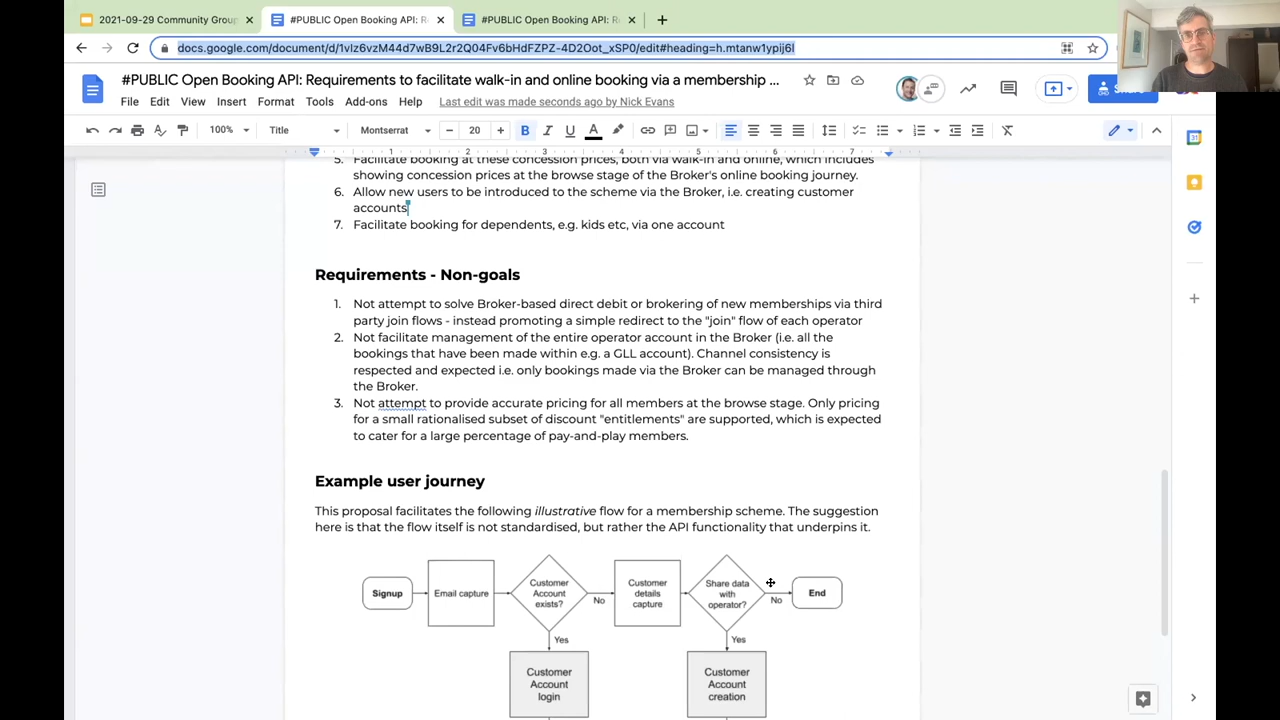 2021-09-29 Community Group
#PUBLIC Open Booking API: R
#PUBLIC Open Booking API: R
docs.google.com/document/d/1vIz6vzM44d7wB9L2r2Q04Fv6bHdFZPZ-4D2Oot_xSP0/edit#heading=h.mtanw1ypij6l
#PUBLIC Open Booking API: Requirements to facilitate walk-in and online booking via a membership ...
File Edit View Insert Format Tools Add-ons Help Last edit was made seconds ago by Nick Evans
100% Title Montserrat 20 B I U A
1 2 3 4 5 6 7
5. Facilitate booking at these concession prices, both via walk-in and online, which includes
showing concession prices at the browse stage of the Broker's online booking journey.
6. Allow new users to be introduced to the scheme via the Broker, i.e. creating customer
accounts
7. Facilitate booking for dependents, e.g. kids etc, via one account
Requirements - Non-goals
1. Not attempt to solve Broker-based direct debit or brokering of new memberships via third
party join flows - instead promoting a simple redirect to the "join" flow of each operator
2. Not facilitate management of the entire operator account in the Broker (i.e. all the
bookings that have been made within e.g. a GLL account). Channel consistency is
respected and expected i.e. only bookings made via the Broker can be managed through
the Broker.
3. Not attempt to provide accurate pricing for all members at the browse stage. Only pricing
for a small rationalised subset of discount "entitlements" are supported, which is expected
to cater for a large percentage of pay-and-play members.
Example user journey
This proposal facilitates the following illustrative flow for a membership scheme. The suggestion
here is that the flow itself is not standardised, but rather the API functionality that underpins it.
Signup
Email capture
Customer
Account
exists?
No
Customer
details
capture
Share data
with
operator?
No
End
Yes
Yes
Customer
Account
login
Customer
Account
creation